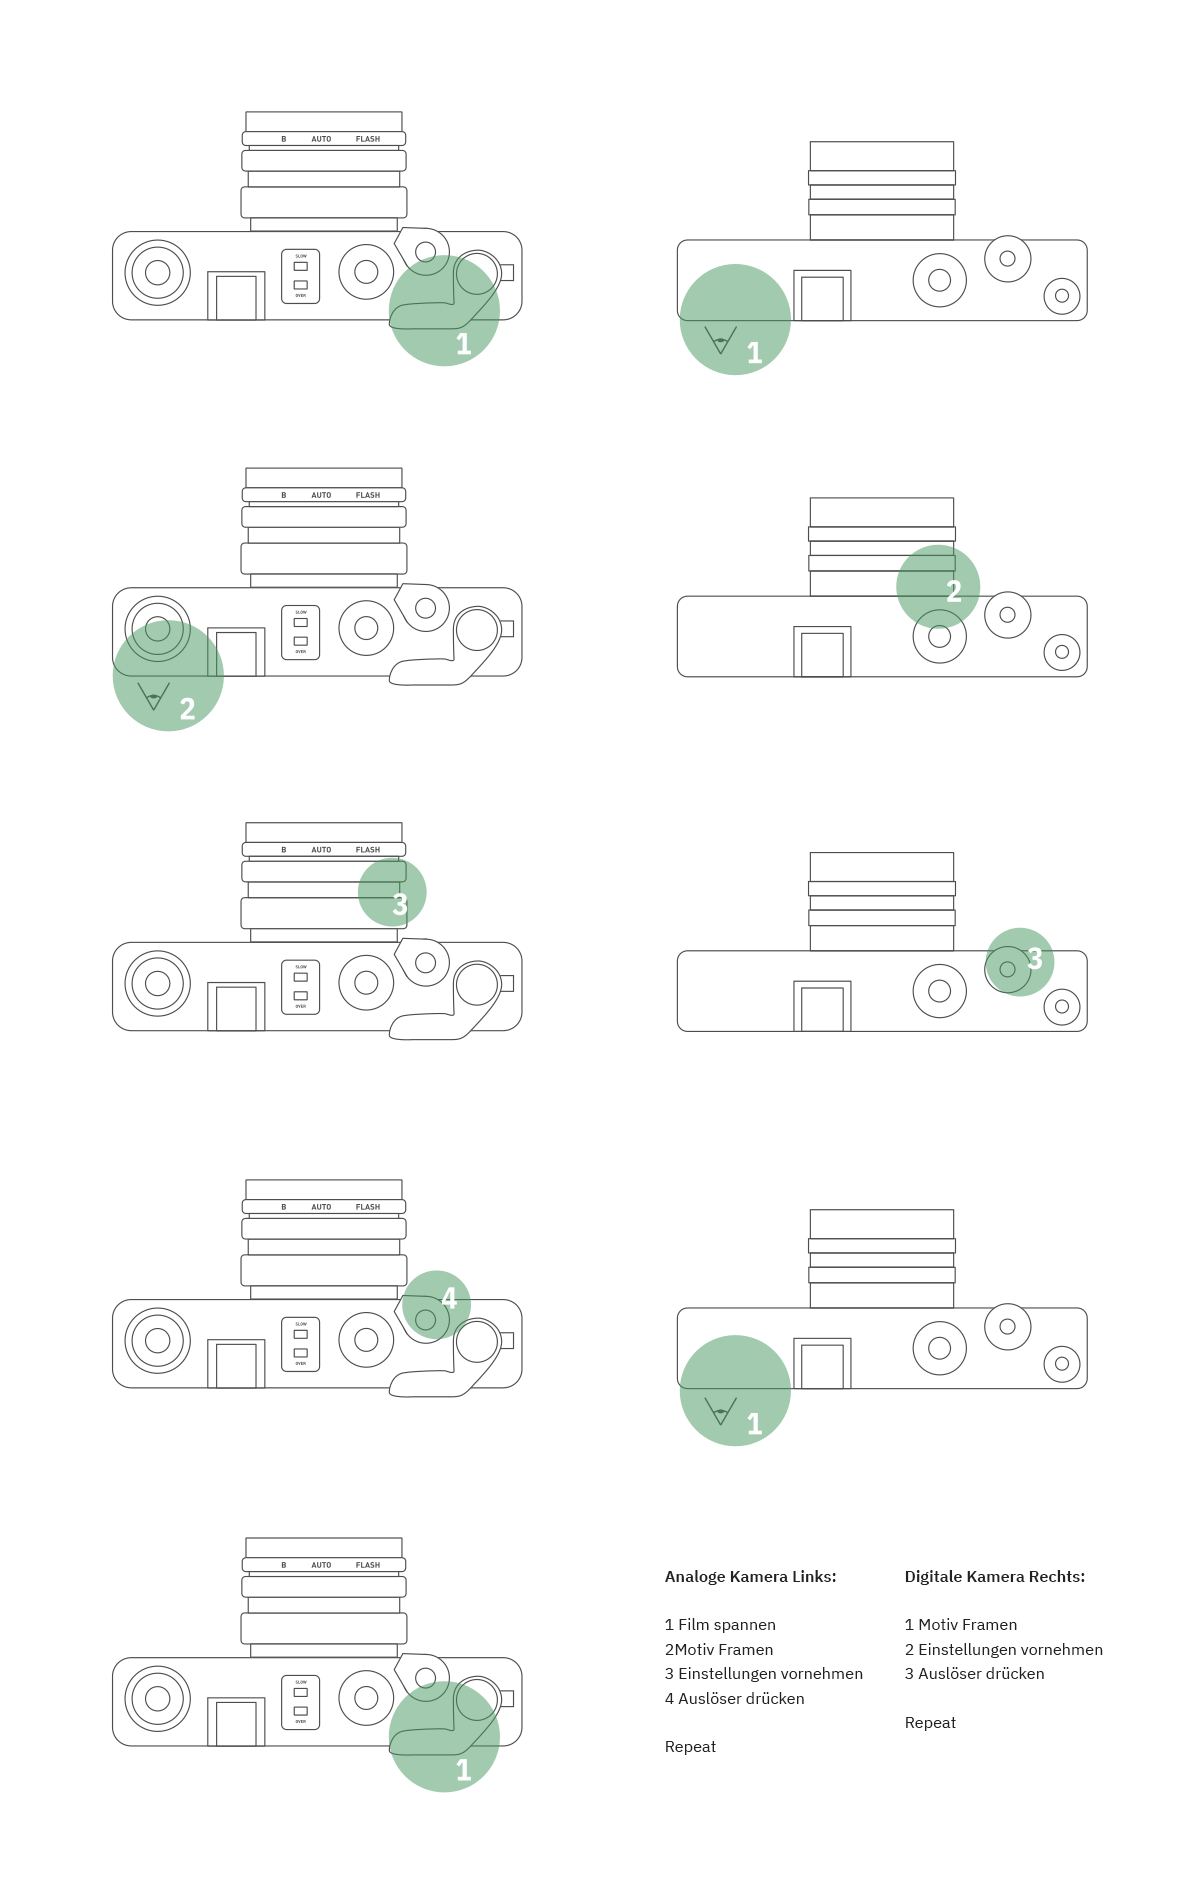 B AUTO FLASH
SLOW
OVER
1
1
B AUTO FLASH
SLOW
OVER
2
2
B AUTO FLASH
3
SLOW
OVER
3
B AUTO FLASH
4
SLOW
OVER
1
B AUTO FLASH
SLOW
OVER
1
Analoge Kamera Links:
1 Film spannen
2Motiv Framen
3 Einstellungen vornehmen
4 Auslöser drücken
Repeat
Digitale Kamera Rechts:
1 Motiv Framen
2 Einstellungen vornehmen
3 Auslöser drücken
Repeat